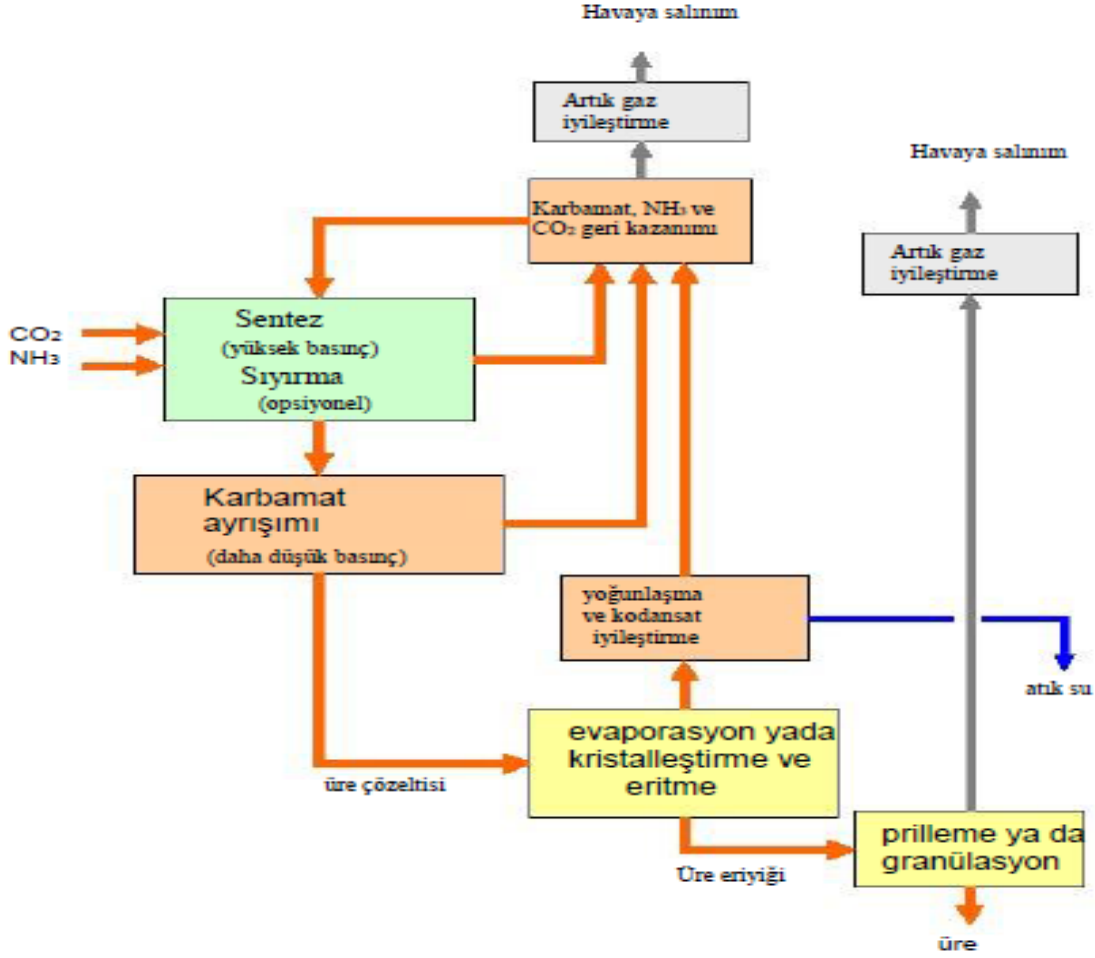 Havaya salınım
Artık gaz
iyileştirme
Havaya salınım
Karbamat, NH₃ ve
CO₂ geri kazanımı
Artık gaz
iyileştirme
CO₂
NH₃
Sentez
(yüksek basınç)
Sıyırma
(opsiyonel)
Karbamat
ayrışımı
(daha düşük basınç)
yoğunlaşma
ve kodansat
iyileştirme
atık su
evaporasyon yada
kristalleştirme ve
eritme
üre çözeltisi
prilleme ya da
granülasyon
Üre eriyiği
üre